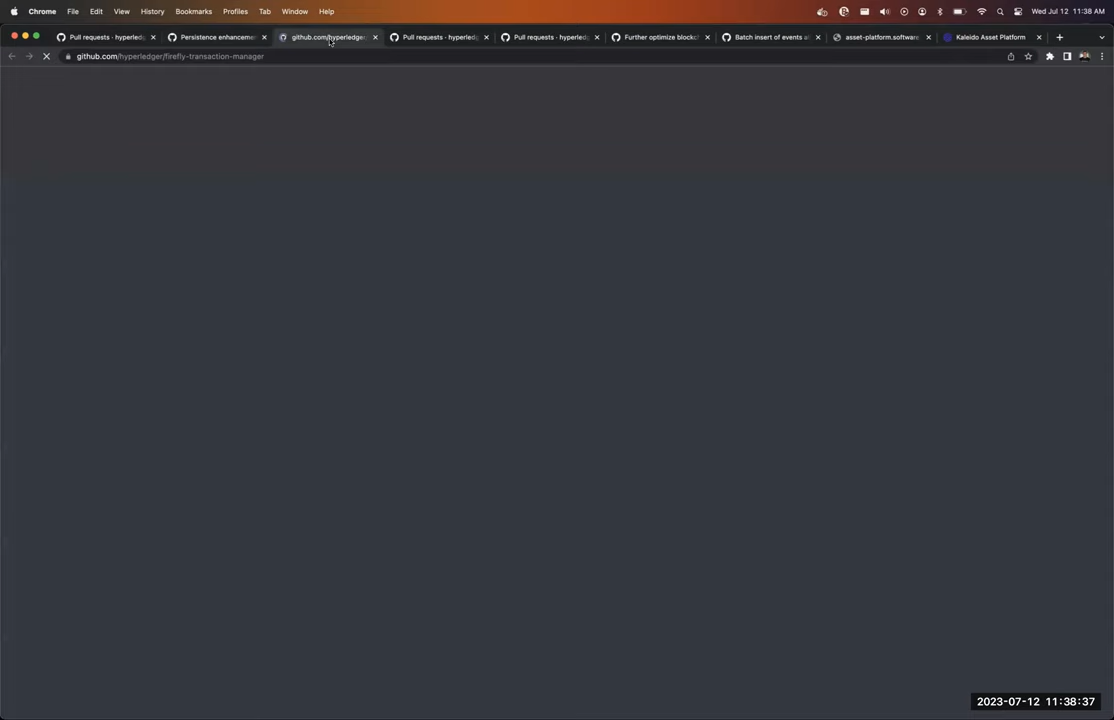 Chrome File Edit View History Bookmarks Profiles Tab Window Help Wed Jul 12 11:38 AM
Pull requests · hyperledg Persistence enhancemen github.com/hyperledger Pull requests · hyperledg Pull requests · hyperledg Further optimize blockch Batch insert of events al asset-platform.software Kaleido Asset Platform
github.com/hyperledger/firefly-transaction-manager
2023-07-12 11:38:37